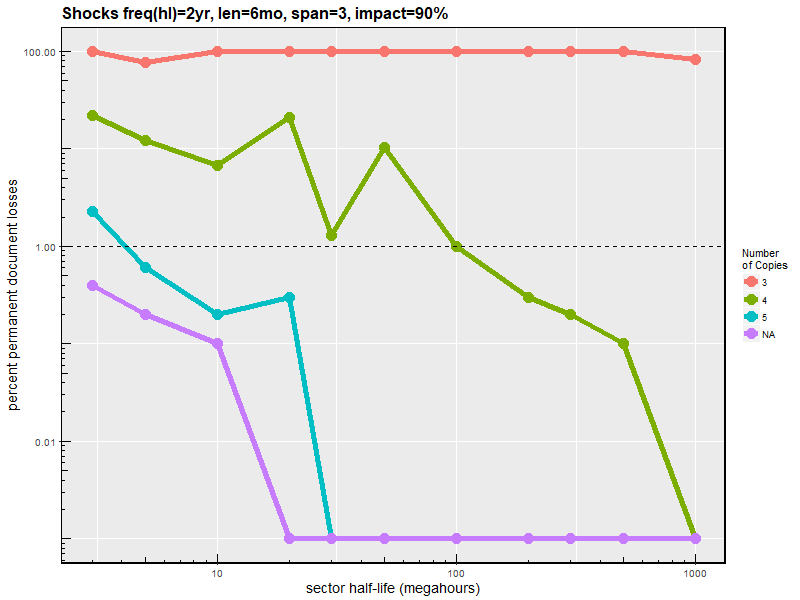 Shocks freq(hl)=2yr, len=6mo, span=3, impact=90%
100.00
1.00
0.01
percent permanent document losses
10
100
1000
sector half-life (megahours)
Number
of Copies
3
4
5
NA